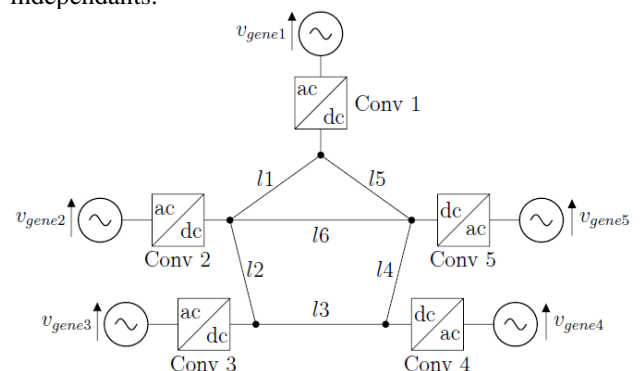 independants.
v_gene1
ac
dc
Conv 1
l1
l5
v_gene2
ac
dc
Conv 2
l6
dc
ac
Conv 5
v_gene5
l2
l4
v_gene3
ac
dc
Conv 3
l3
dc
ac
Conv 4
v_gene4